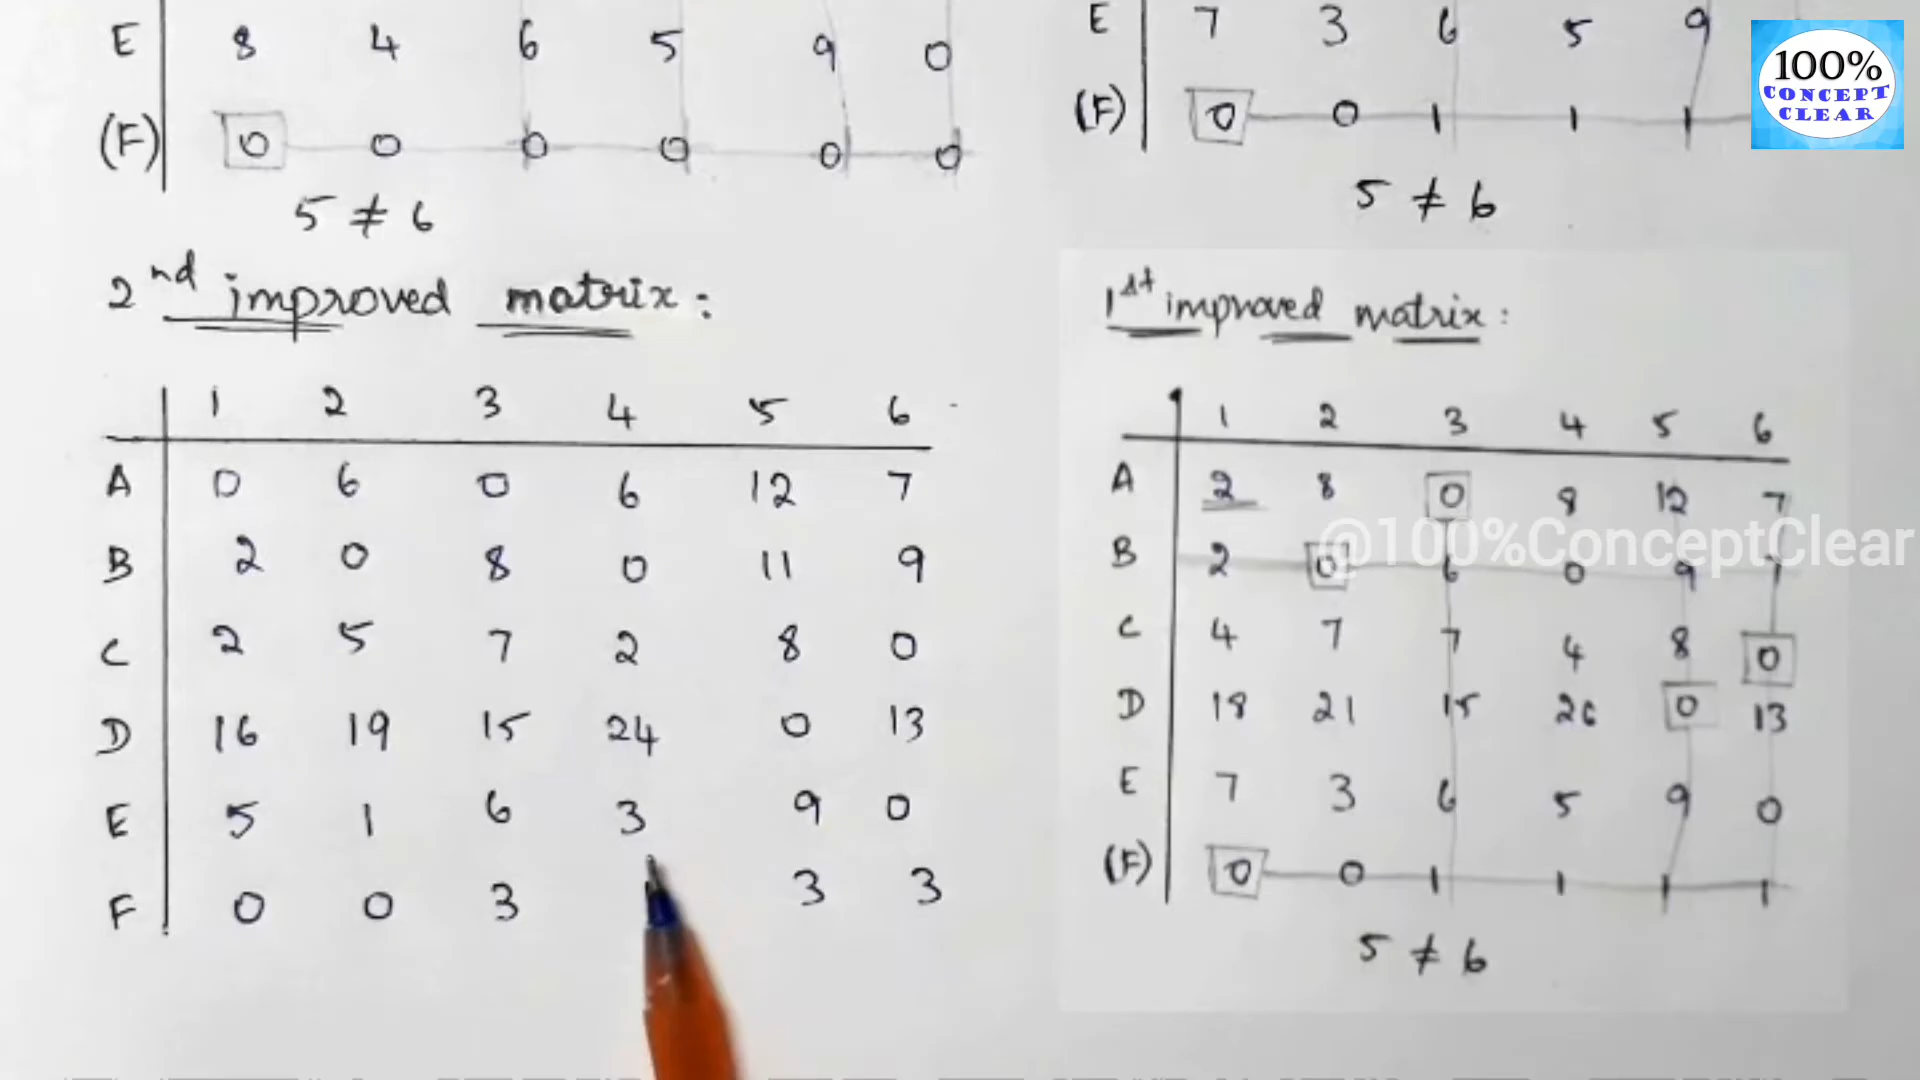 E 8 4 6 5 9 0
(F) 0 0 0 0 0 0
5 ≠ 6
2nd improved matrix:
1 2 3 4 5 6
A 0 6 0 6 12 7
B 2 0 8 0 11 9
C 2 5 7 2 8 0
D 16 19 15 24 0 13
E 5 1 6 3 9 0
F 0 0 3 3 3
E 7 3 6 5 9
(F) 0 0 1 1 1
5 ≠ 6
1st improved matrix:
1 2 3 4 5 6
A 2 8 0 8 12 7
B 2 0 6 0 9 7
C 4 7 7 4 8 0
D 18 21 15 26 0 13
E 7 3 6 5 9 0
(F) 0 0 1 1 1 1
5 ≠ 6
100%
CONCEPT
CLEAR
@100%ConceptClear